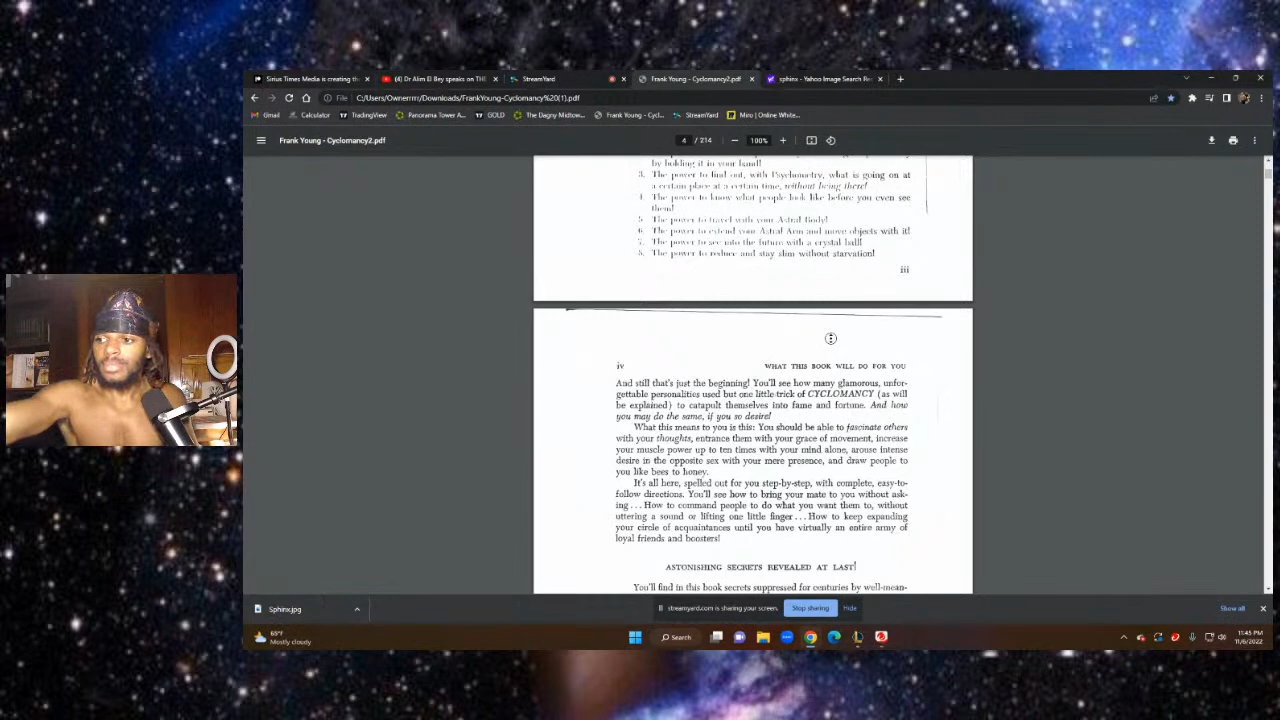 Sirius Times Media is creating th
(4) Dr Alim El Bey speaks on THE
StreamYard
Frank Young - Cyclomancy2.pdf
sphinx - Yahoo Image Search Re
File
C:/Users/Ownerrrrr/Downloads/FrankYoung-Cyclomancy%20(1).pdf
Gmail
Calculator
TradingView
Panorama Tower A...
GOLD
The Dagny Midtow...
Frank Young - Cycl...
StreamYard
Miro | Online White...
Frank Young - Cyclomancy2.pdf
4 / 214
100%
by holding it in your hand!
3. The power to find out, with Psychometry, what is going on at
a certain place at a certain time, without being there!
4. The power to know what people look like before you even see
them!
5. The power to travel with your Astral Body!
6. The power to extend your Astral Arm and move objects with it!
7. The power to see into the future with a crystal ball!
8. The power to reduce and stay slim without starvation!
iii
iv
WHAT THIS BOOK WILL DO FOR YOU
And still that's just the beginning! You'll see how many glamorous, unfor-
gettable personalities used but one little trick of CYCLOMANCY (as will
be explained) to catapult themselves into fame and fortune. And how
you may do the same, if you so desire!
What this means to you is this: You should be able to fascinate others
with your thoughts, entrance them with your grace of movement, increase
your muscle power up to ten times with your mind alone, arouse intense
desire in the opposite sex with your mere presence, and draw people to
you like bees to honey.
It's all here, spelled out for you step-by-step, with complete, easy-to-
follow directions. You'll see how to bring your mate to you without ask-
ing . . . How to command people to do what you want them to, without
uttering a sound or lifting one little finger . . . How to keep expanding
your circle of acquaintances until you have virtually an entire army of
loyal friends and boosters!
ASTONISHING SECRETS REVEALED AT LAST!
You'll find in this book secrets suppressed for centuries by well-mean-
Sphinx.jpg
streamyard.com is sharing your screen.
Stop sharing
Hide
Show all
65°F
Mostly cloudy
Search
11:45 PM
11/6/2022